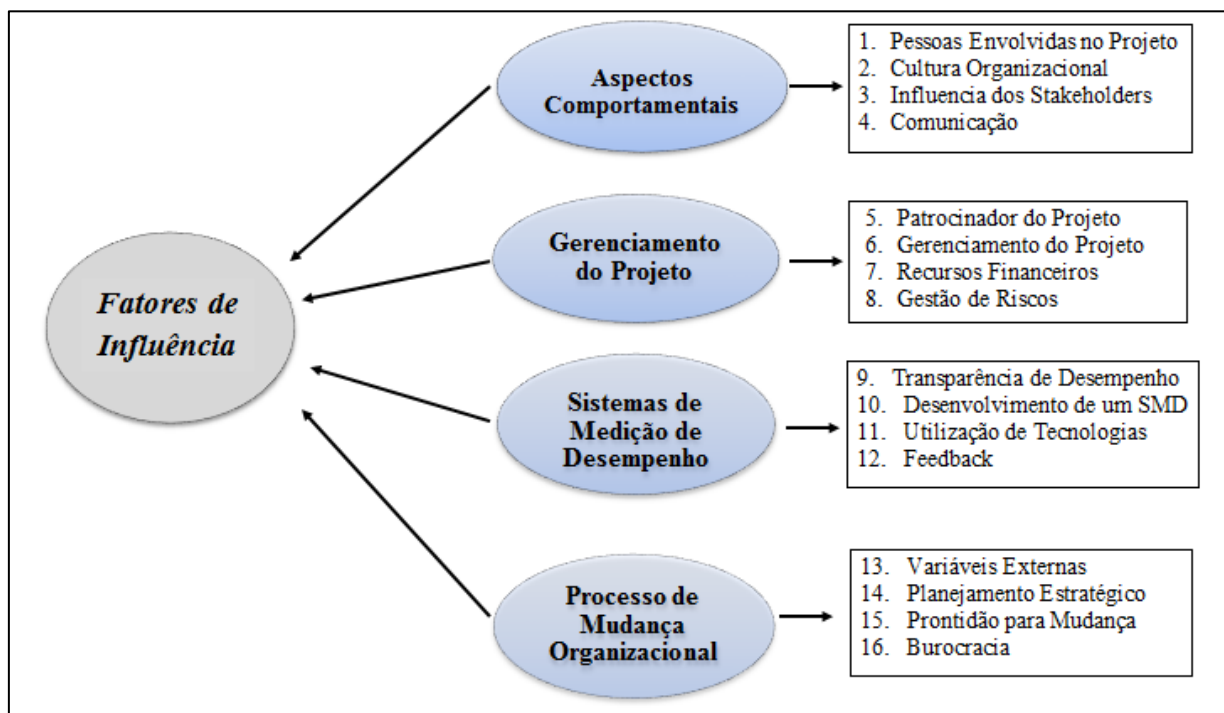 Fatores de
Influência
Aspectos
Comportamentais
1. Pessoas Envolvidas no Projeto
2. Cultura Organizacional
3. Influencia dos Stakeholders
4. Comunicação
Gerenciamento
do Projeto
5. Patrocinador do Projeto
6. Gerenciamento do Projeto
7. Recursos Financeiros
8. Gestão de Riscos
Sistemas de
Medição de
Desempenho
9. Transparência de Desempenho
10. Desenvolvimento de um SMD
11. Utilização de Tecnologias
12. Feedback
Processo de
Mudança
Organizacional
13. Variáveis Externas
14. Planejamento Estratégico
15. Prontidão para Mudança
16. Burocracia